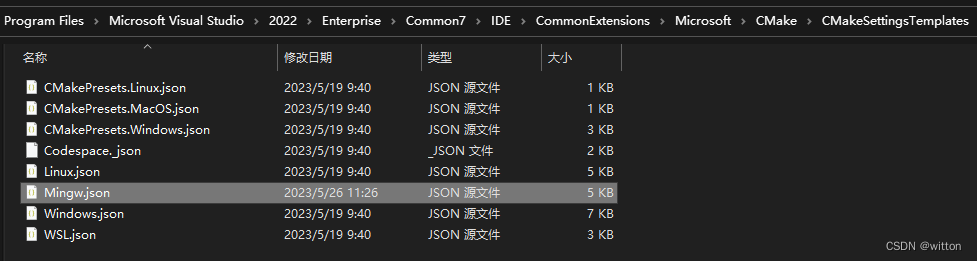 Program Files > Microsoft Visual Studio > 2022 > Enterprise > Common7 > IDE > CommonExtensions > Microsoft > CMake > CMakeSettingsTemplates
名称 修改日期 类型 大小
CMakePresets.Linux.json 2023/5/19 9:40 JSON 源文件 1 KB
CMakePresets.MacOS.json 2023/5/19 9:40 JSON 源文件 1 KB
CMakePresets.Windows.json 2023/5/19 9:40 JSON 源文件 3 KB
Codespace._json 2023/5/19 9:40 _JSON 文件 2 KB
Linux.json 2023/5/19 9:40 JSON 源文件 5 KB
Mingw.json 2023/5/26 11:26 JSON 源文件 5 KB
Windows.json 2023/5/19 9:40 JSON 源文件 7 KB
WSL.json 2023/5/19 9:40 JSON 源文件 3 KB
CSDN @witton